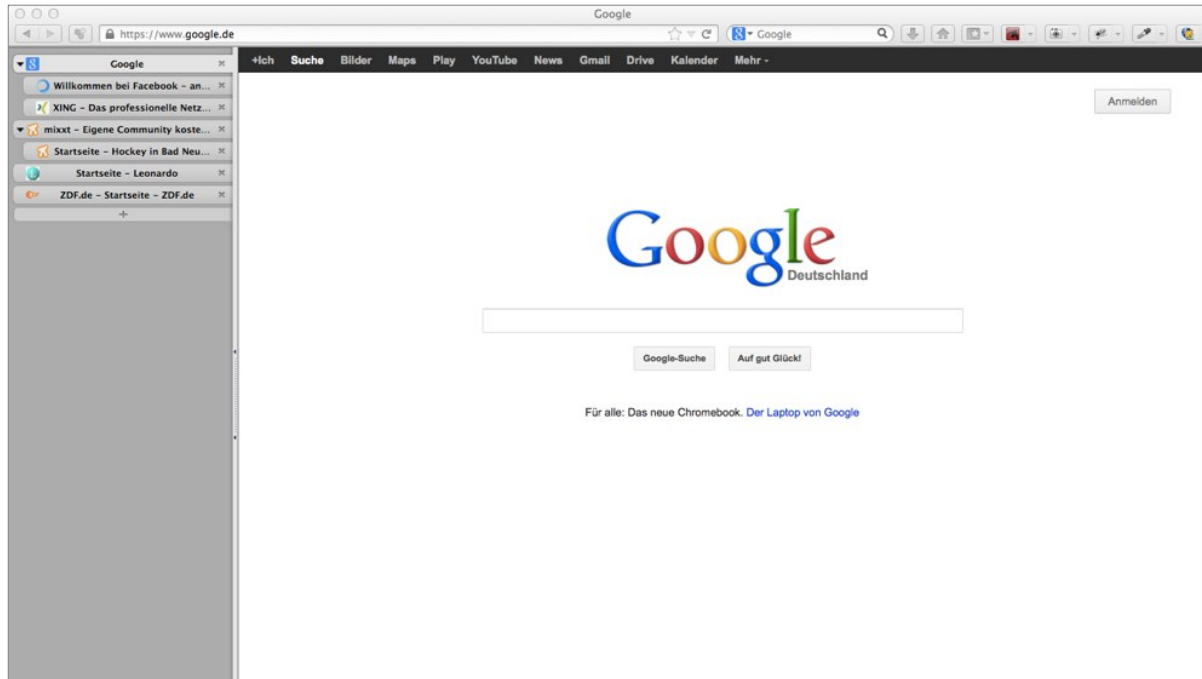 Google
https://www.google.de
Google
Google
Willkommen bei Facebook – an...
XING – Das professionelle Netz...
mixxt – Eigene Community koste...
Startseite – Hockey in Bad Neu...
Startseite – Leonardo
ZDF.de – Startseite – ZDF.de
+Ich Suche Bilder Maps Play YouTube News Gmail Drive Kalender Mehr
Anmelden
Google
Deutschland
Google-Suche Auf gut Glück!
Für alle: Das neue Chromebook. Der Laptop von Google